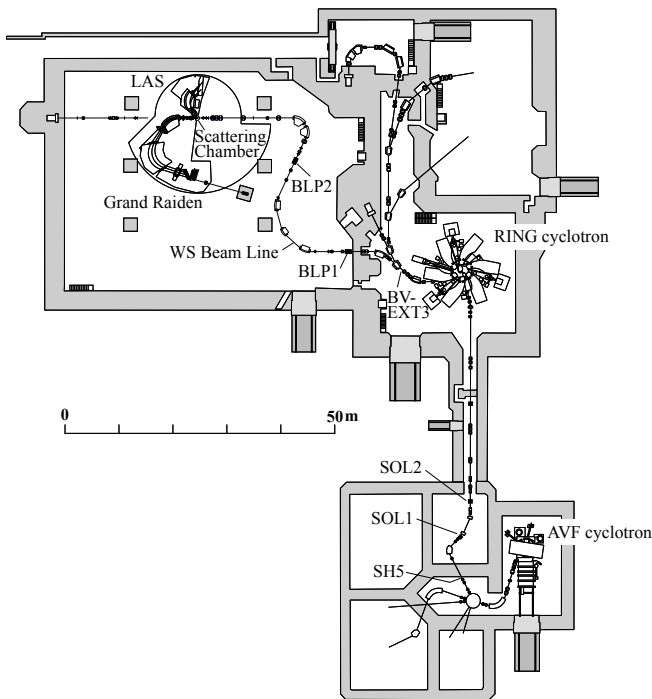 LAS
Scattering
Chamber
BLP2
Grand Raiden
RING cyclotron
WS Beam Line
BLP1
BV-
EXT3
0
50 m
SOL2
SOL1
AVF cyclotron
SH5